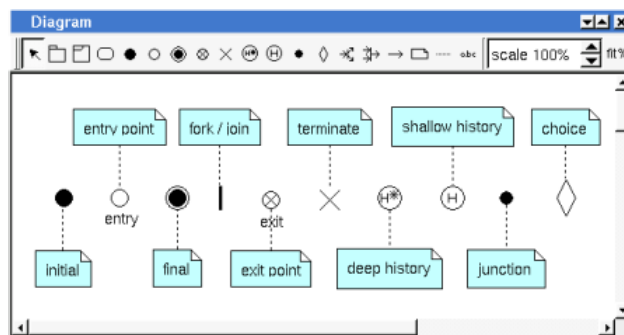 Diagram
H* H abc scale 100% fit%
entry point fork / join terminate shallow history choice
H* H
entry exit
initial final exit point deep history junction